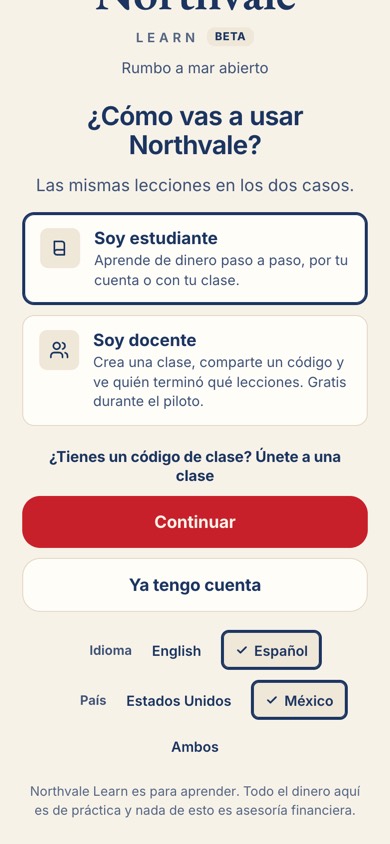 Northvale
LEARN BETA
Rumbo a mar abierto
¿Cómo vas a usar
Northvale?
Las mismas lecciones en los dos casos.
Soy estudiante
Aprende de dinero paso a paso, por tu
cuenta o con tu clase.
Soy docente
Crea una clase, comparte un código y
ve quién terminó qué lecciones. Gratis
durante el piloto.
¿Tienes un código de clase? Únete a una
clase
Continuar
Ya tengo cuenta
Idioma English Español
País Estados Unidos México
Ambos
Northvale Learn es para aprender. Todo el dinero aquí
es de práctica y nada de esto es asesoría financiera.